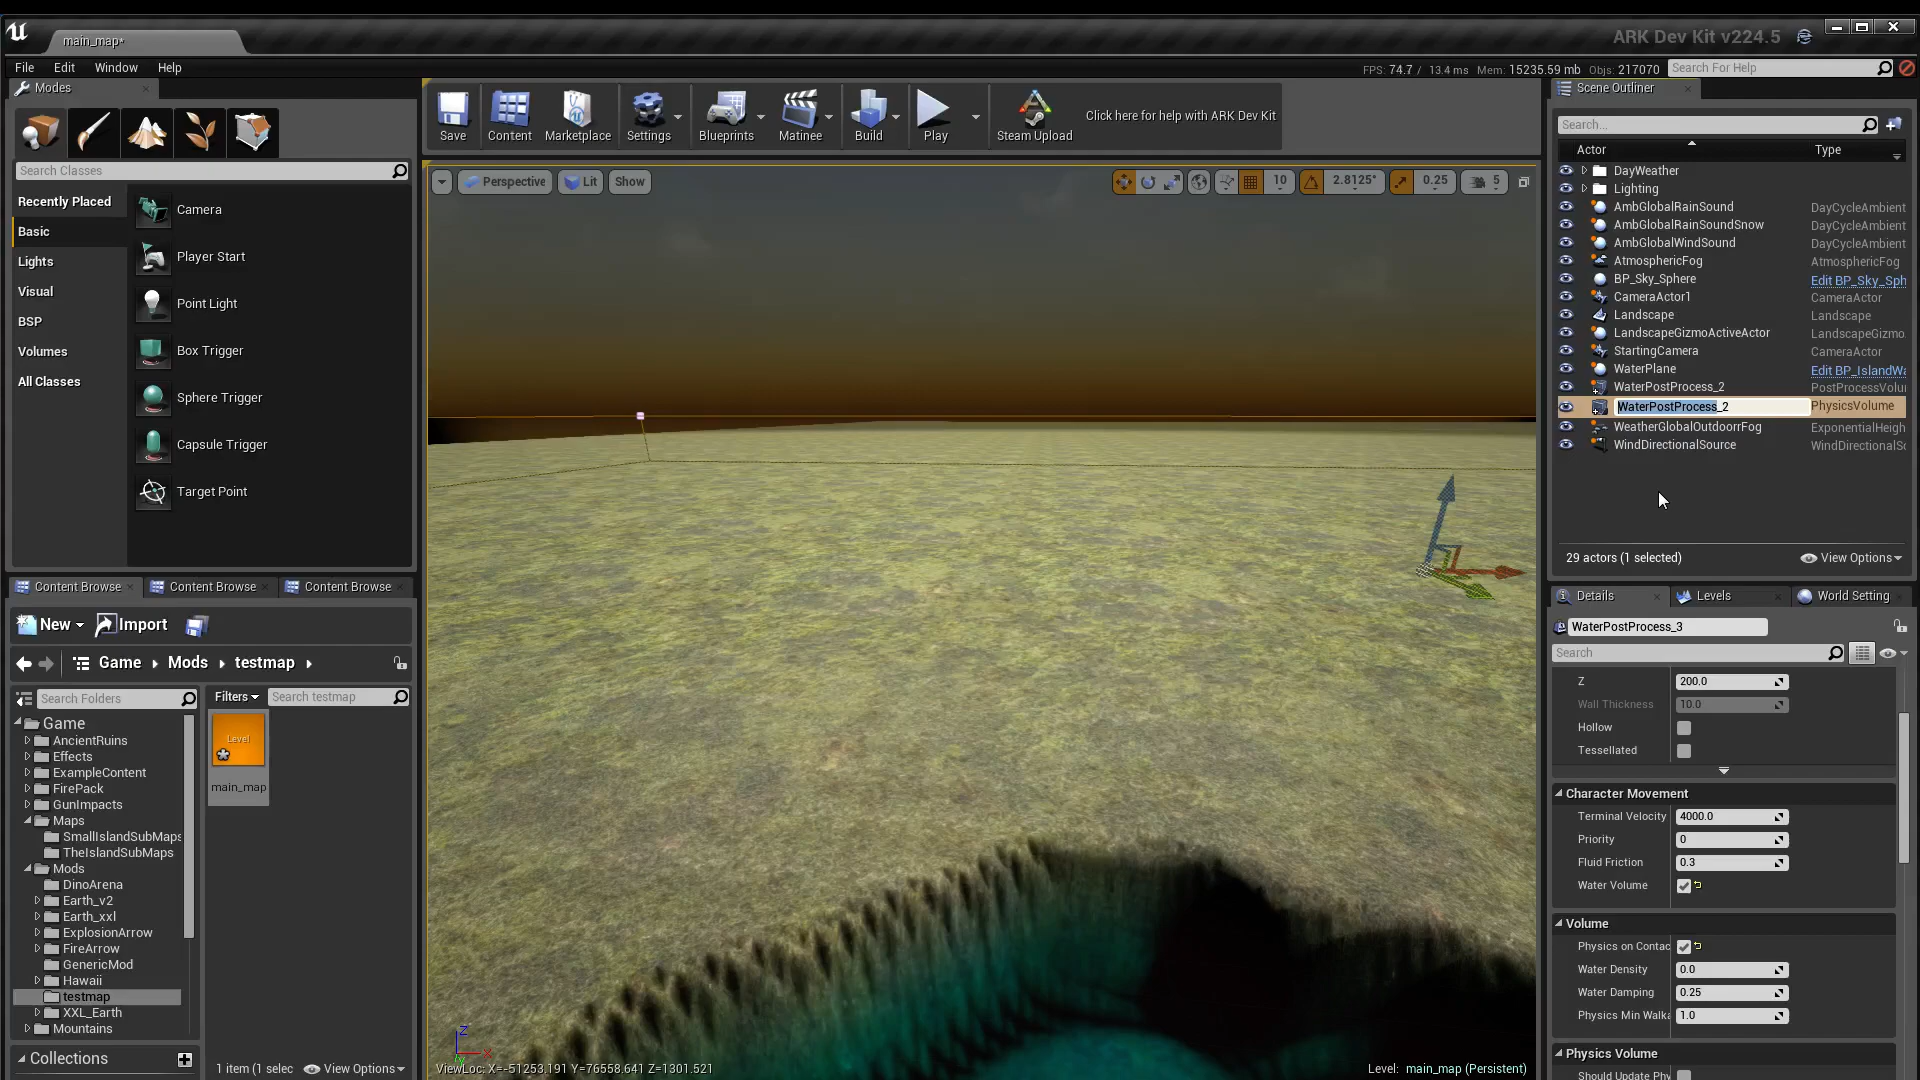 main_map*
ARK Dev Kit v224.5
File Edit Window Help
FPS: 74.7 / 13.4 ms Mem: 15235.59 mb Objs: 217070 Search For Help
Modes
Save Content Marketplace Settings Blueprints Matinee Build Play Steam Upload
Click here for help with ARK Dev Kit
Search Classes
Recently Placed
Basic
Lights
Visual
BSP
Volumes
All Classes
Camera
Player Start
Point Light
Box Trigger
Sphere Trigger
Capsule Trigger
Target Point
Perspective Lit Show
10 2.8125° 0.25 5
Scene Outliner
Search...
Actor Type
DayWeather
Lighting
AmbGlobalRainSound DayCycleAmbient
AmbGlobalRainSoundSnow DayCycleAmbient
AmbGlobalWindSound DayCycleAmbient
AtmosphericFog AtmosphericFog
BP_Sky_Sphere Edit BP_Sky_Sph
CameraActor1 CameraActor
Landscape Landscape
LandscapeGizmoActiveActor LandscapeGizmo
StartingCamera CameraActor
WaterPlane Edit BP_IslandWa
WaterPostProcess_2 PostProcessVolu
WaterPostProcess_2 PhysicsVolume
WeatherGlobalOutdoorrFog ExponentialHeigh
WindDirectionalSource WindDirectionalSo
29 actors (1 selected) View Options
Content Browse Content Browse Content Browse
New Import
Game Mods testmap
Search Folders
Filters Search testmap
Game
AncientRuins
Effects
ExampleContent
FirePack
GunImpacts
Maps
SmallIslandSubMaps
TheIslandSubMaps
Mods
DinoArena
Earth_v2
Earth_xxl
ExplosionArrow
FireArrow
GenericMod
Hawaii
testmap
XXL_Earth
Mountains
Collections
Level
main_map
1 item (1 selec View Options
x
Z
ViewLoc: X=-51253.191 Y=76558.641 Z=1301.521
Level: main_map (Persistent)
Details Levels World Setting
WaterPostProcess_3
Search
Z 200.0
Wall Thickness 10.0
Hollow
Tessellated
Character Movement
Terminal Velocity 4000.0
Priority 0
Fluid Friction 0.3
Water Volume
Volume
Physics on Contac
Water Density 0.0
Water Damping 0.25
Physics Min Walka 1.0
Physics Volume
Should Update Phy